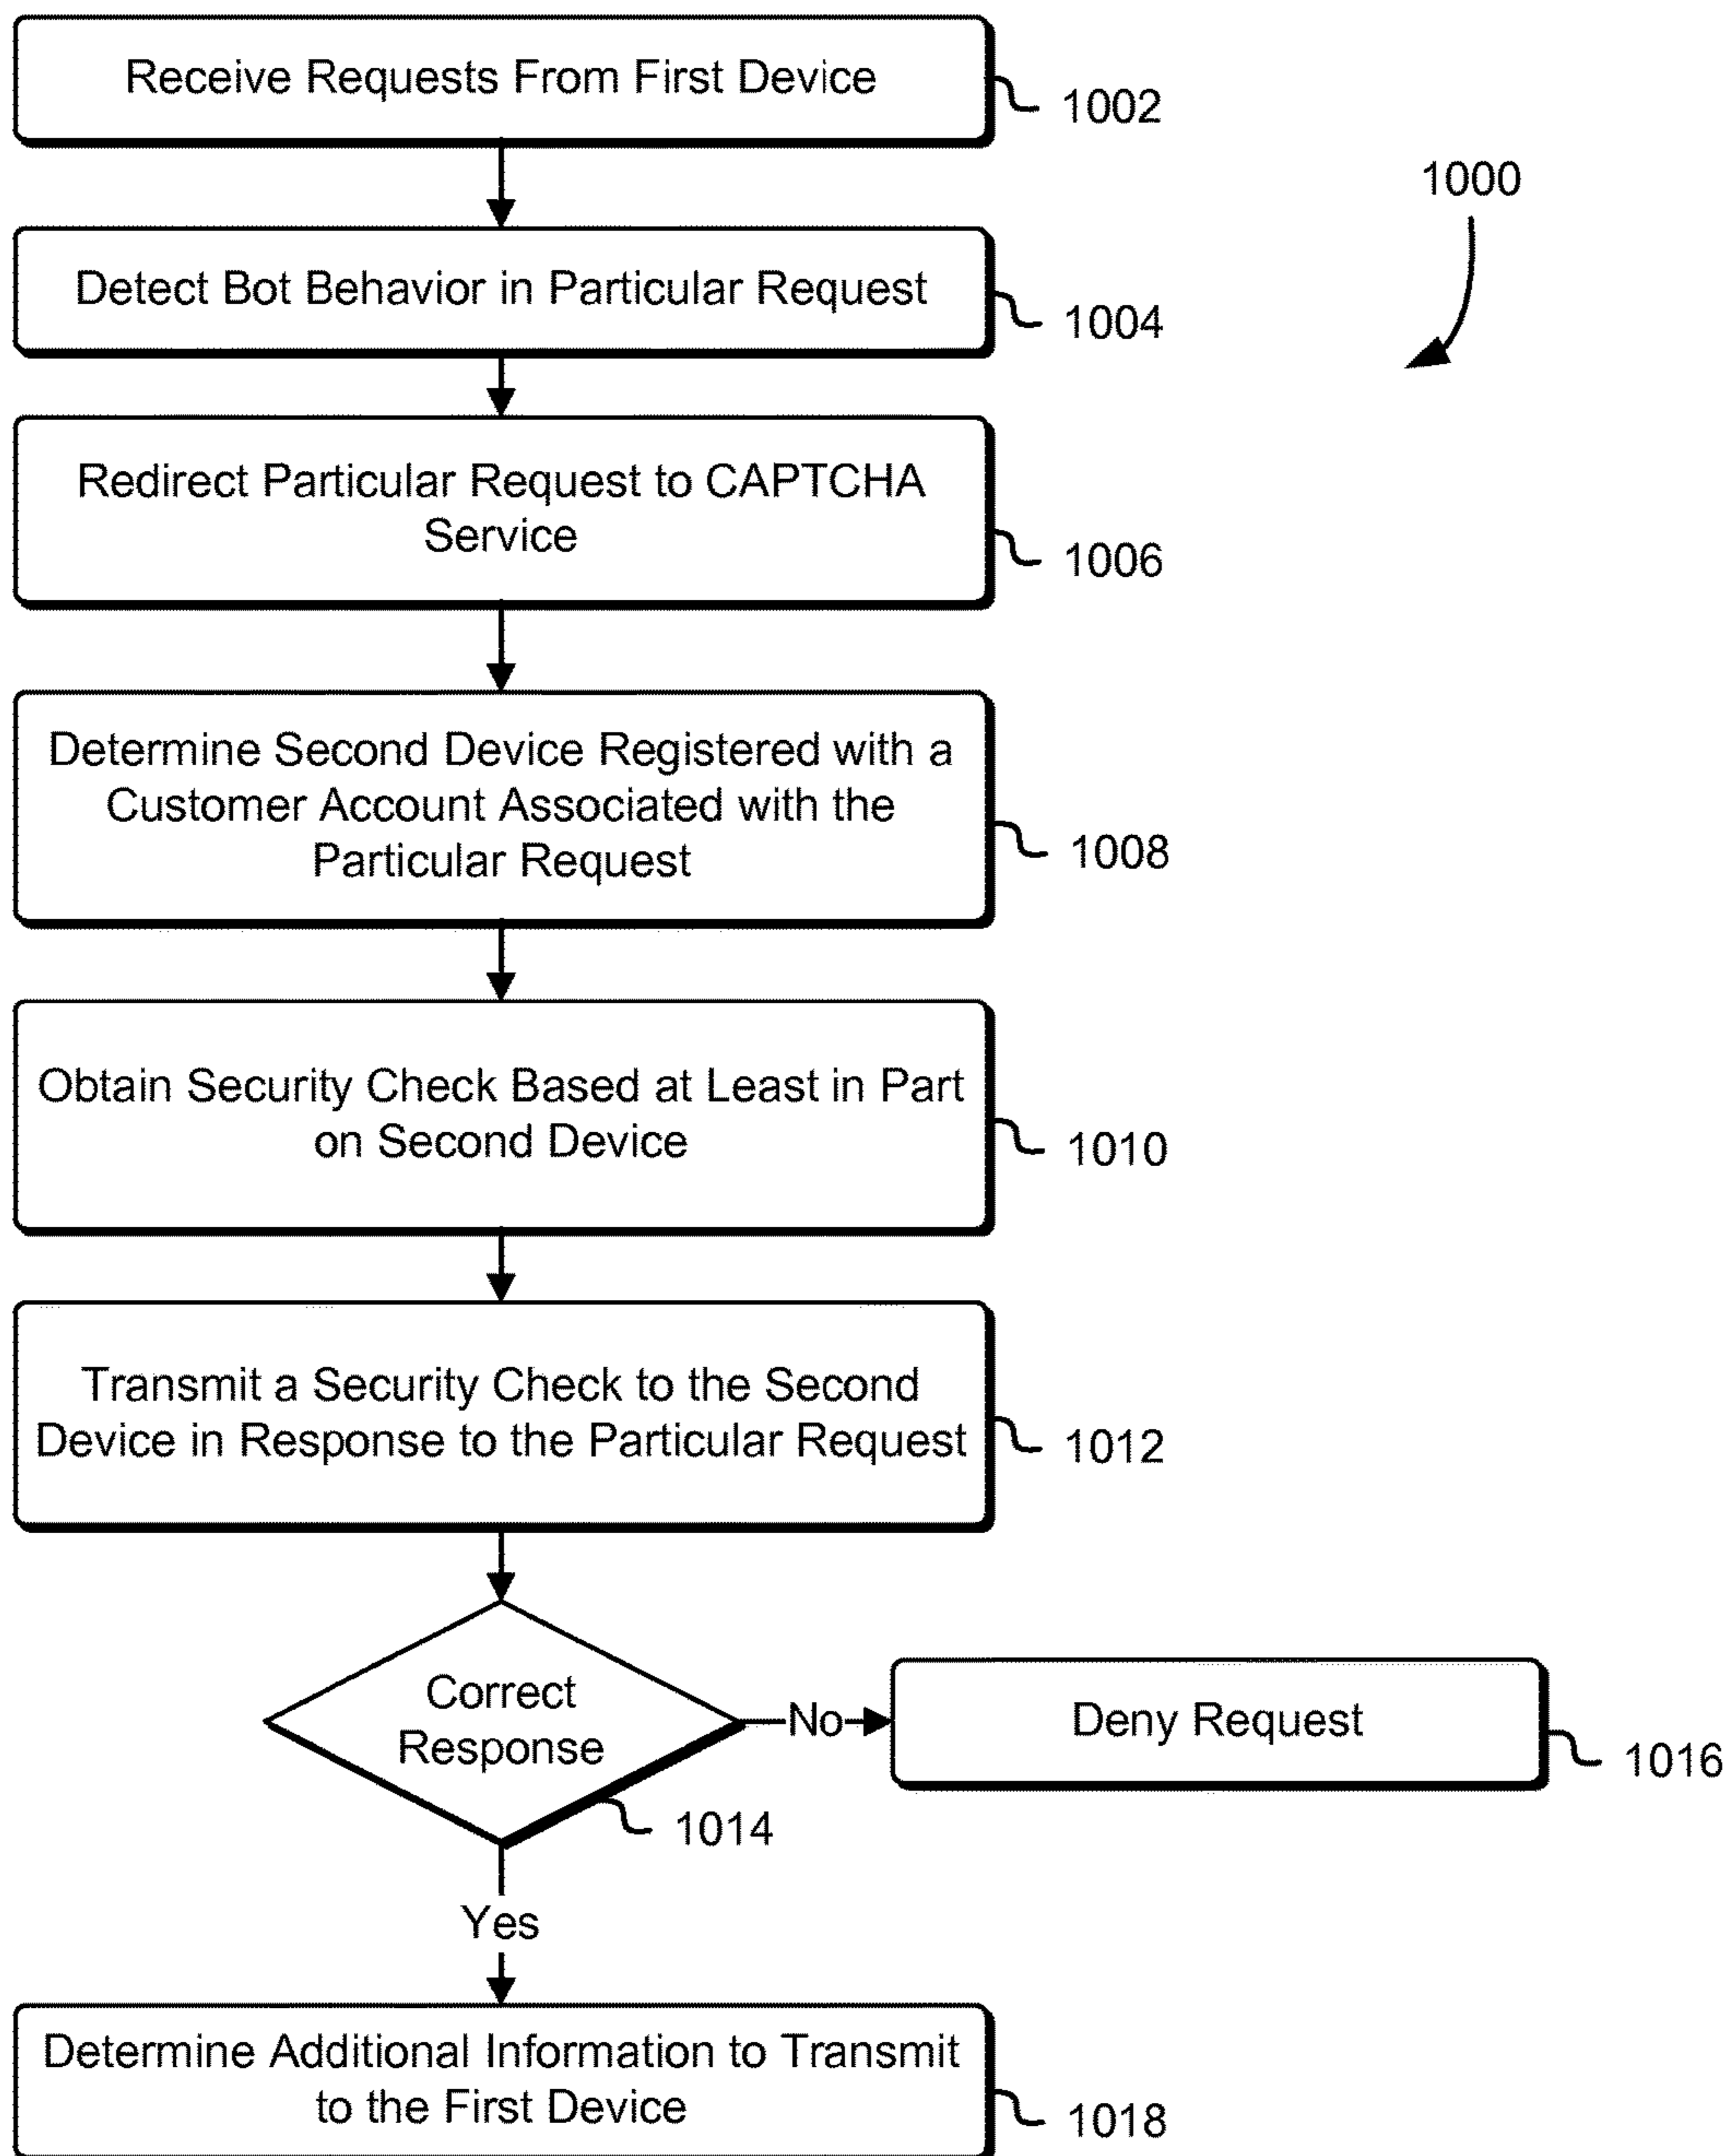 Receive Requests From First Device
1002
1000
Detect Bot Behavior in Particular Request
1004
Redirect Particular Request to CAPTCHA
Service
1006
Determine Second Device Registered with a
Customer Account Associated with the
Particular Request
1008
Obtain Security Check Based at Least in Part
on Second Device
1010
Transmit a Security Check to the Second
Device in Response to the Particular Request
1012
Correct
Response
No
Deny Request
1016
1014
Yes
Determine Additional Information to Transmit
to the First Device
1018